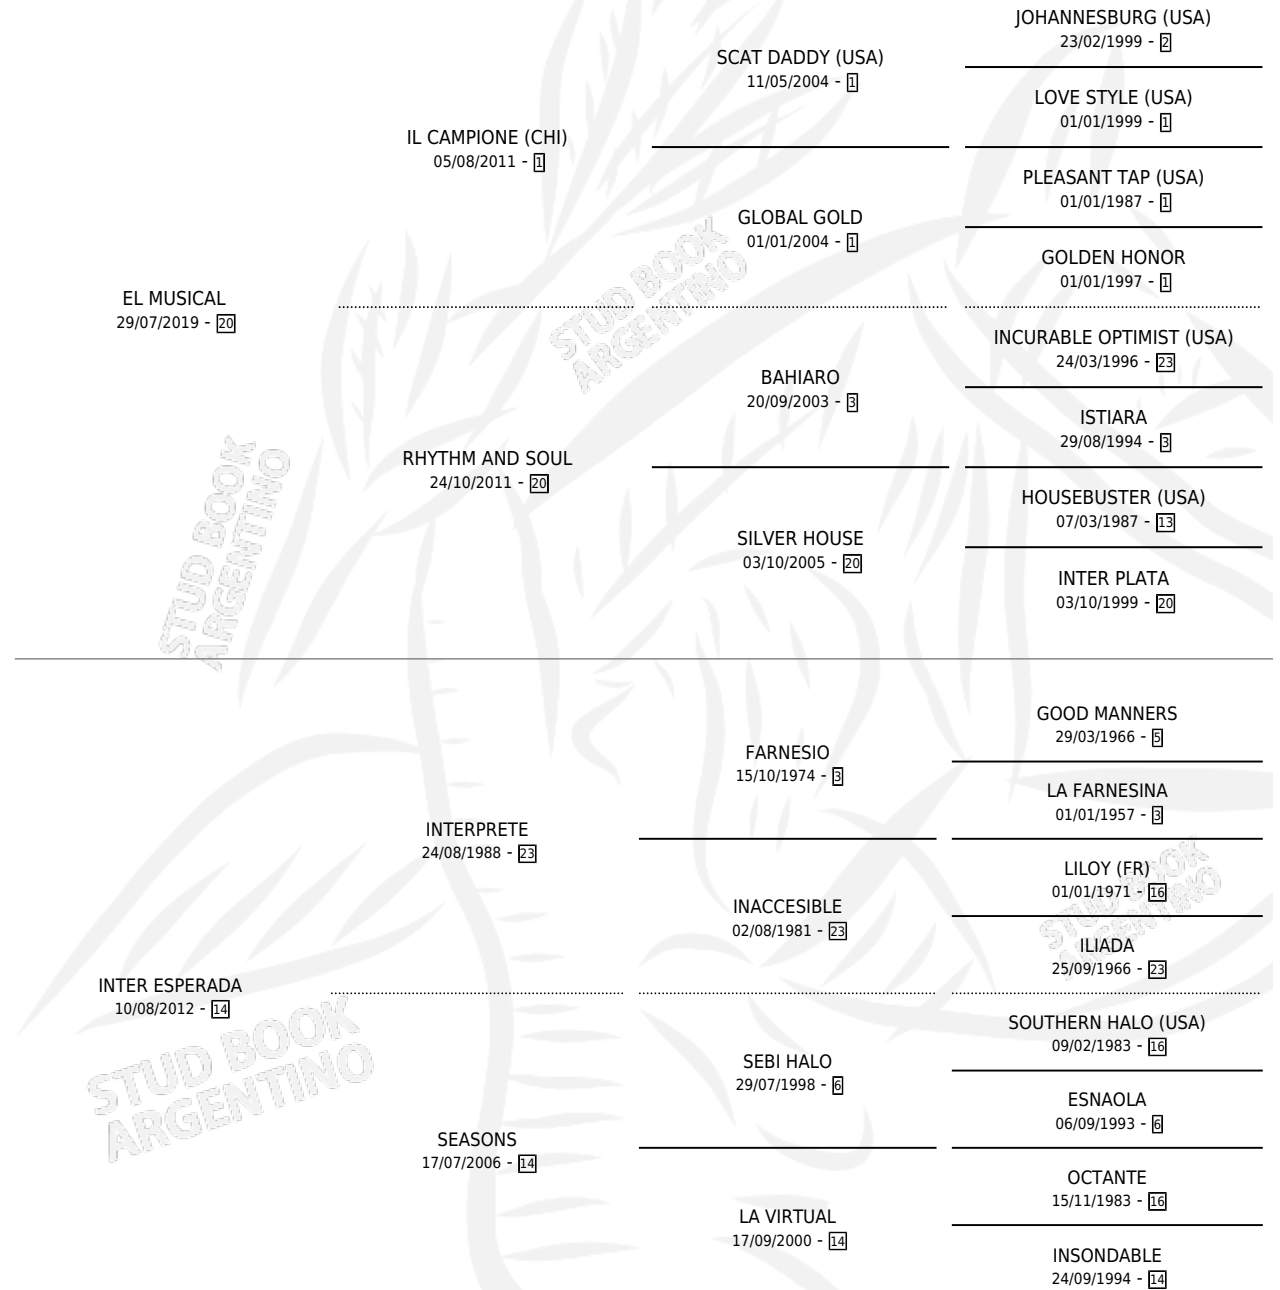 JOHANNESBURG (USA)
23/02/1999 - 2
SCAT DADDY (USA)
11/05/2004 - 1
LOVE STYLE (USA)
01/01/1999 - 1
IL CAMPIONE (CHI)
05/08/2011 - 1
PLEASANT TAP (USA)
01/01/1987 - 1
GLOBAL GOLD
01/01/2004 - 1
GOLDEN HONOR
01/01/1997 - 1
EL MUSICAL
29/07/2019 - 20
INCURABLE OPTIMIST (USA)
24/03/1996 - 23
BAHIARO
20/09/2003 - 3
ISTIARA
29/08/1994 - 3
RHYTHM AND SOUL
24/10/2011 - 20
HOUSEBUSTER (USA)
07/03/1987 - 13
SILVER HOUSE
03/10/2005 - 20
INTER PLATA
03/10/1999 - 20
GOOD MANNERS
29/03/1966 - 5
FARNESIO
15/10/1974 - 3
LA FARNESINA
01/01/1957 - 3
INTERPRETE
24/08/1988 - 23
LILOY (FR)
01/01/1971 - 16
INACCESIBLE
02/08/1981 - 23
ILIADA
25/09/1966 - 23
INTER ESPERADA
10/08/2012 - 14
SOUTHERN HALO (USA)
09/02/1983 - 16
SEBI HALO
29/07/1998 - 6
ESNAOLA
06/09/1993 - 6
SEASONS
17/07/2006 - 14
OCTANTE
15/11/1983 - 16
LA VIRTUAL
17/09/2000 - 14
INSONDABLE
24/09/1994 - 14
STUD BOOK
ARGENTINO
STUD BOOK
ARGENTINO
STUD BOOK
ARGENTINO
STUD BOOK
ARGENTINO